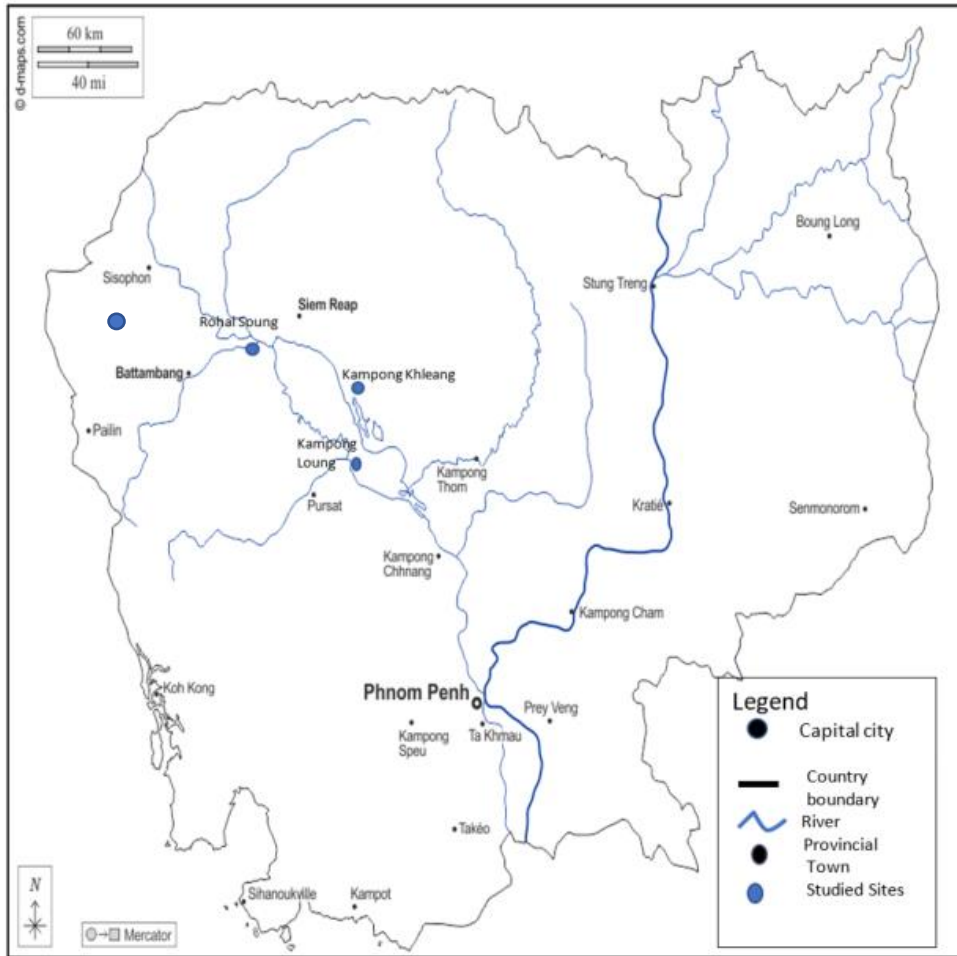 © d-maps.com
60 km
40 mi
Boung Long
Sisophon
Stung Treng
Siem Reap
Rohal Soung
Battambang
Kampong Khleang
Pailin
Kampong
Loung
Kampong
Thom
Pursat
Kratié
Senmonorom
Kampong
Chhnang
Kampong Cham
Koh Kong
Phnom Penh
Prey Veng
Kampong
Speu
Ta Khmau
Takéo
Sihanoukville
Kampot
N
Mercator
Legend
Capital city
Country
boundary
River
Provincial
Town
Studied Sites